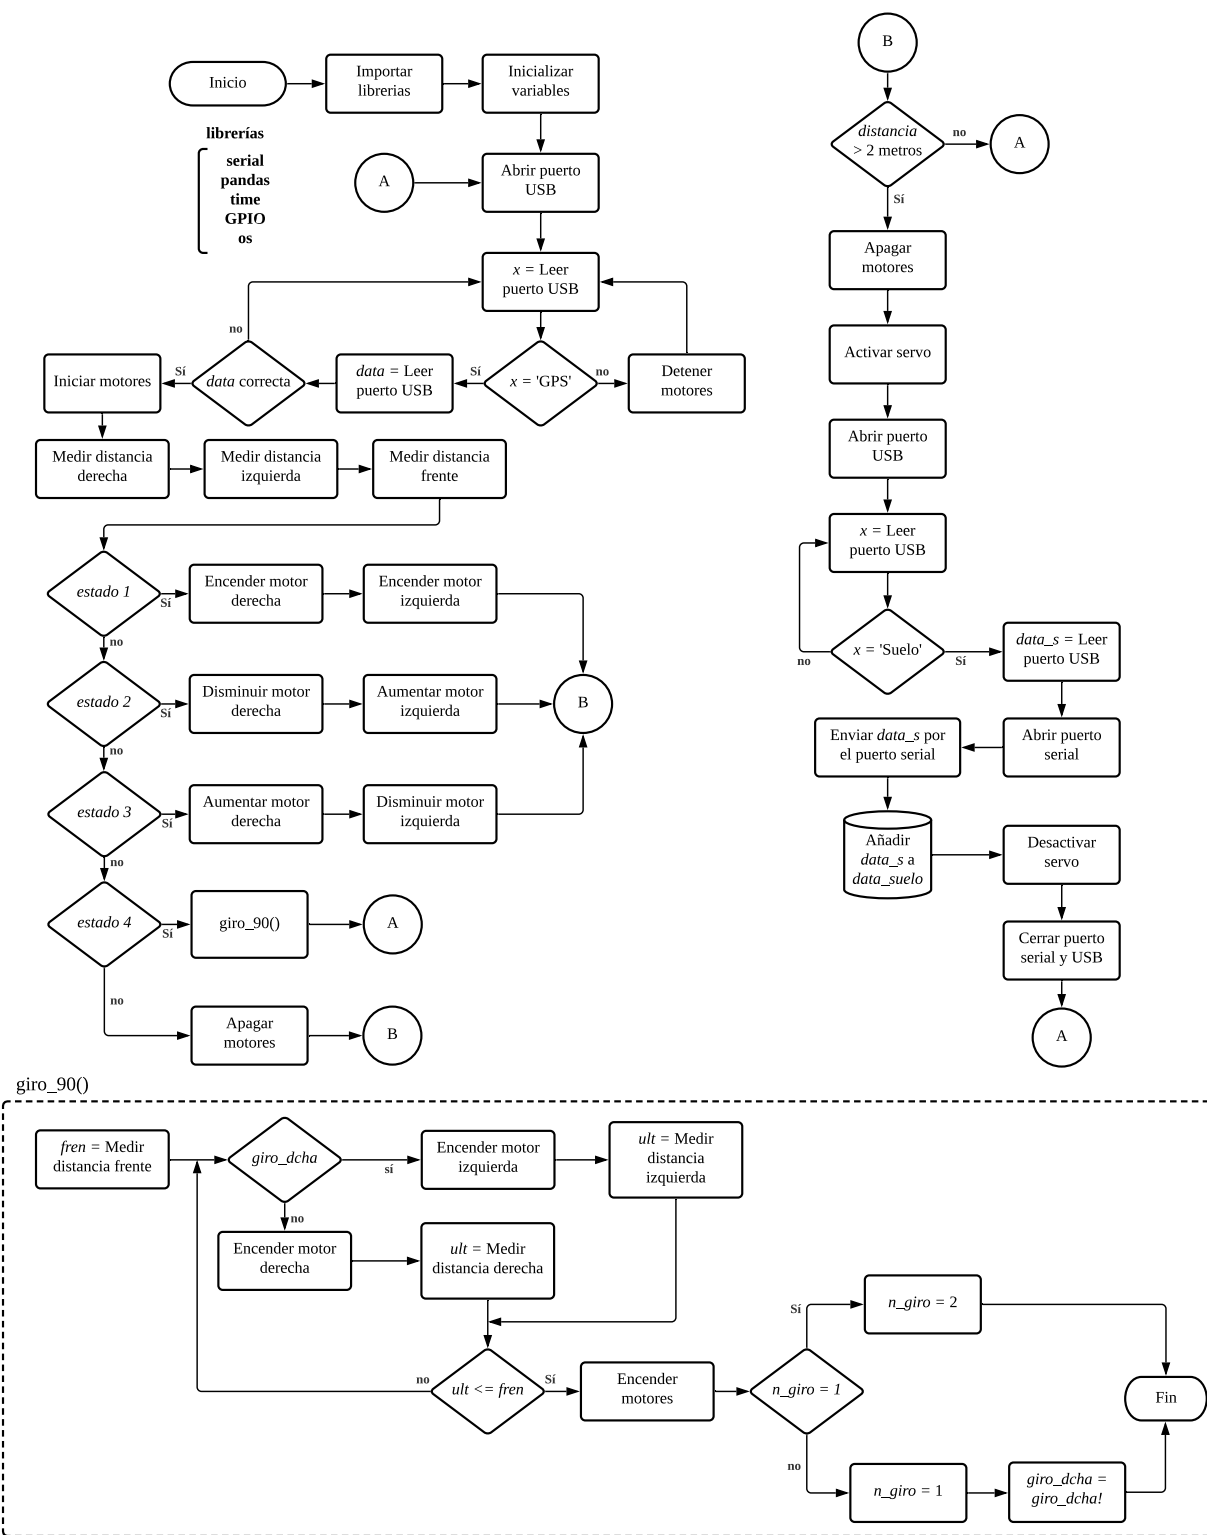 Inicio
Importar
librerias
Inicializar
variables
librerías
serial
pandas
time
GPIO
os
A
Abrir puerto
USB
x = Leer
puerto USB
no
Iniciar motores
Sí
data correcta
data = Leer
puerto USB
Sí
x = 'GPS'
no
Detener
motores
Medir distancia
derecha
Medir distancia
izquierda
Medir distancia
frente
estado 1
Sí
Encender motor
derecha
Encender motor
izquierda
no
estado 2
Sí
Disminuir motor
derecha
Aumentar motor
izquierda
B
no
estado 3
Sí
Aumentar motor
derecha
Disminuir motor
izquierda
no
estado 4
Sí
giro_90()
A
no
Apagar
motores
B
B
distancia
> 2 metros
no
A
Sí
Apagar
motores
Activar servo
Abrir puerto
USB
x = Leer
puerto USB
x = 'Suelo'
no
Sí
data_s = Leer
puerto USB
Abrir puerto
serial
Enviar data_s por
el puerto serial
Añadir
data_s a
data_suelo
Desactivar
servo
Cerrar puerto
serial y USB
A
giro_90()
fren = Medir
distancia frente
giro_dcha
sí
Encender motor
izquierda
ult = Medir
distancia
izquierda
no
Encender motor
derecha
ult = Medir
distancia derecha
no
ult <= fren
Sí
Encender
motores
n_giro = 1
Sí
n_giro = 2
Fin
no
n_giro = 1
giro_dcha =
giro_dcha!